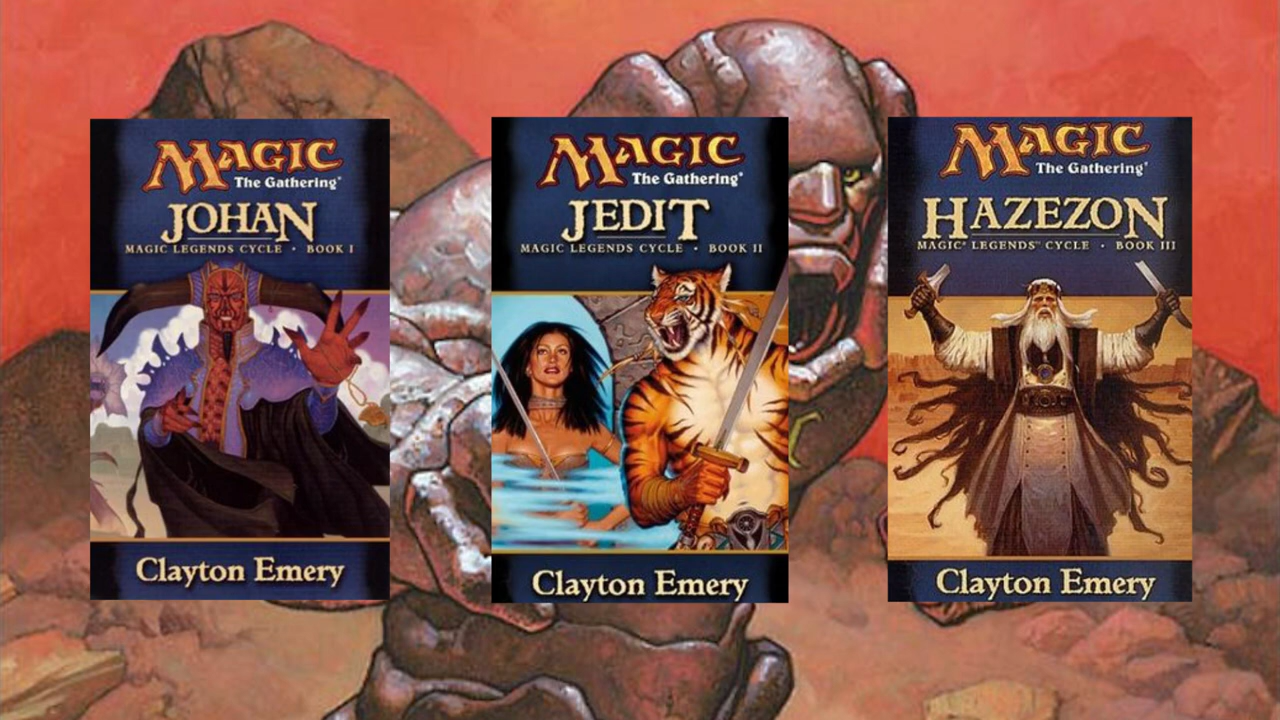 MAGIC
The Gathering®
JOHAN
MAGIC LEGENDS CYCLE • BOOK I
Clayton Emery
MAGIC
The Gathering®
JEDIT
MAGIC LEGENDS CYCLE • BOOK II
Clayton Emery
MAGIC
The Gathering®
HAZEZON
MAGIC® LEGENDS™ CYCLE • BOOK III
Clayton Emery